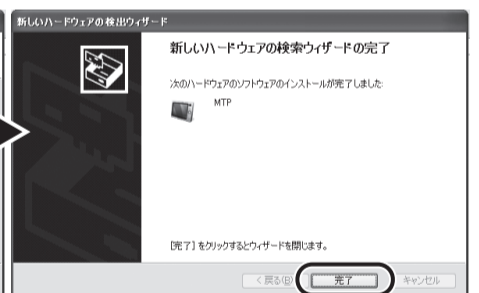 新しいハードウェアの検出ウィザード
新しいハードウェアの検索ウィザードの完了
次のハードウェアのソフトウェアのインストールが完了しました:
MTP
[完了] をクリックするとウィザードを閉じます。
< 戻る(B) 完了 キャンセル